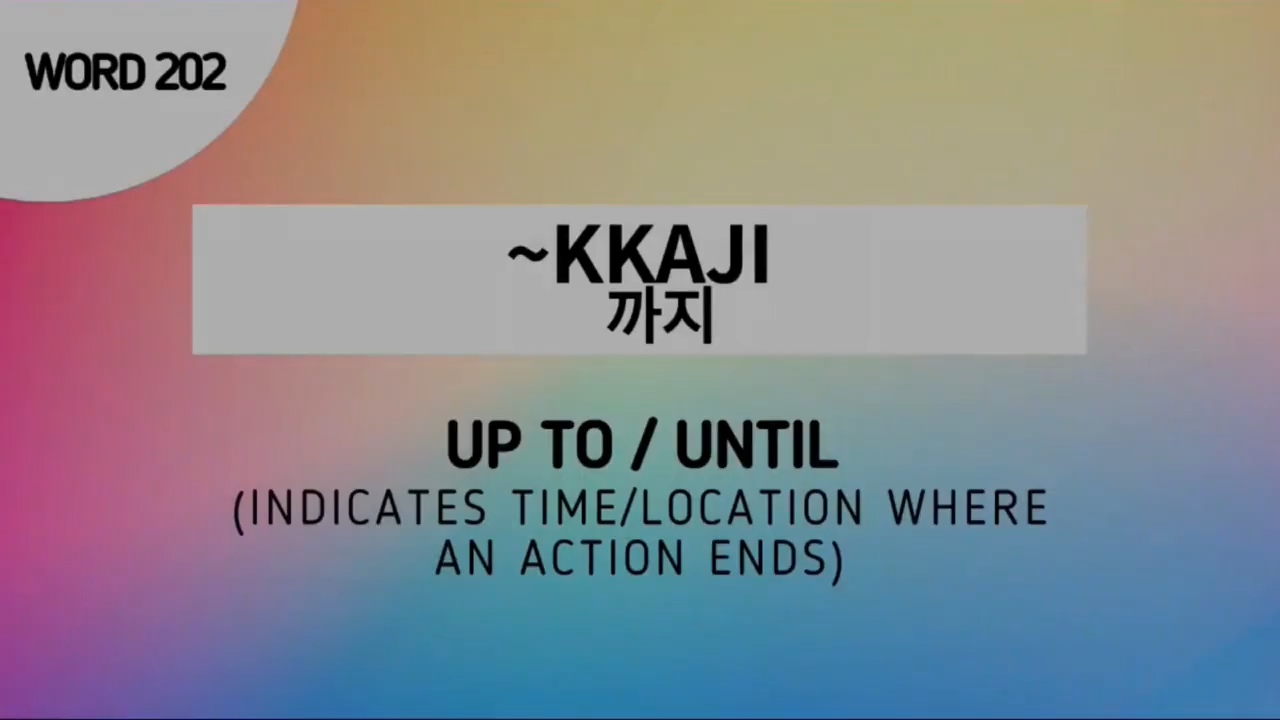 WORD 202
~KKAJI
까지
UP TO / UNTIL
(INDICATES TIME/LOCATION WHERE
AN ACTION ENDS)